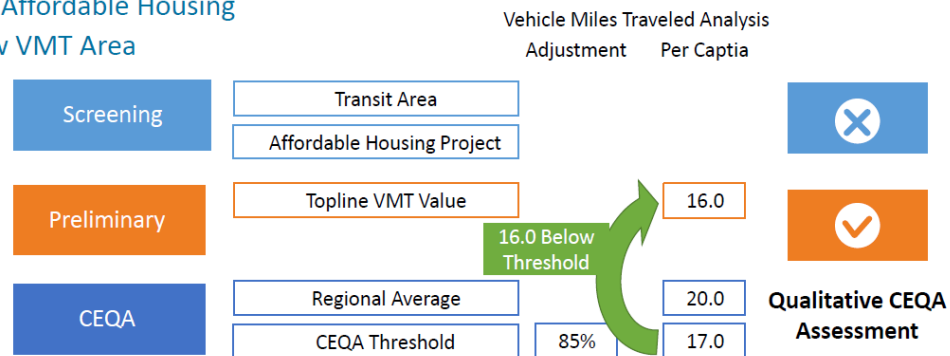 Affordable Housing
VMT Area
Vehicle Miles Traveled Analysis
Adjustment Per Captia
Screening
Transit Area
Affordable Housing Project
Preliminary
Topline VMT Value
16.0
16.0 Below
Threshold
CEQA
Regional Average
20.0
CEQA Threshold
85%
17.0
Qualitative CEQA
Assessment